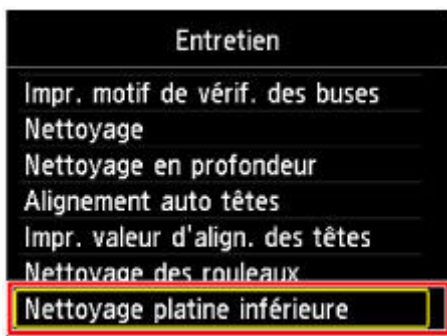 Entretien
Impr. motif de vérif. des buses
Nettoyage
Nettoyage en profondeur
Alignement auto têtes
Impr. valeur d'align. des têtes
Nettoyage des rouleaux
Nettoyage platine inférieure